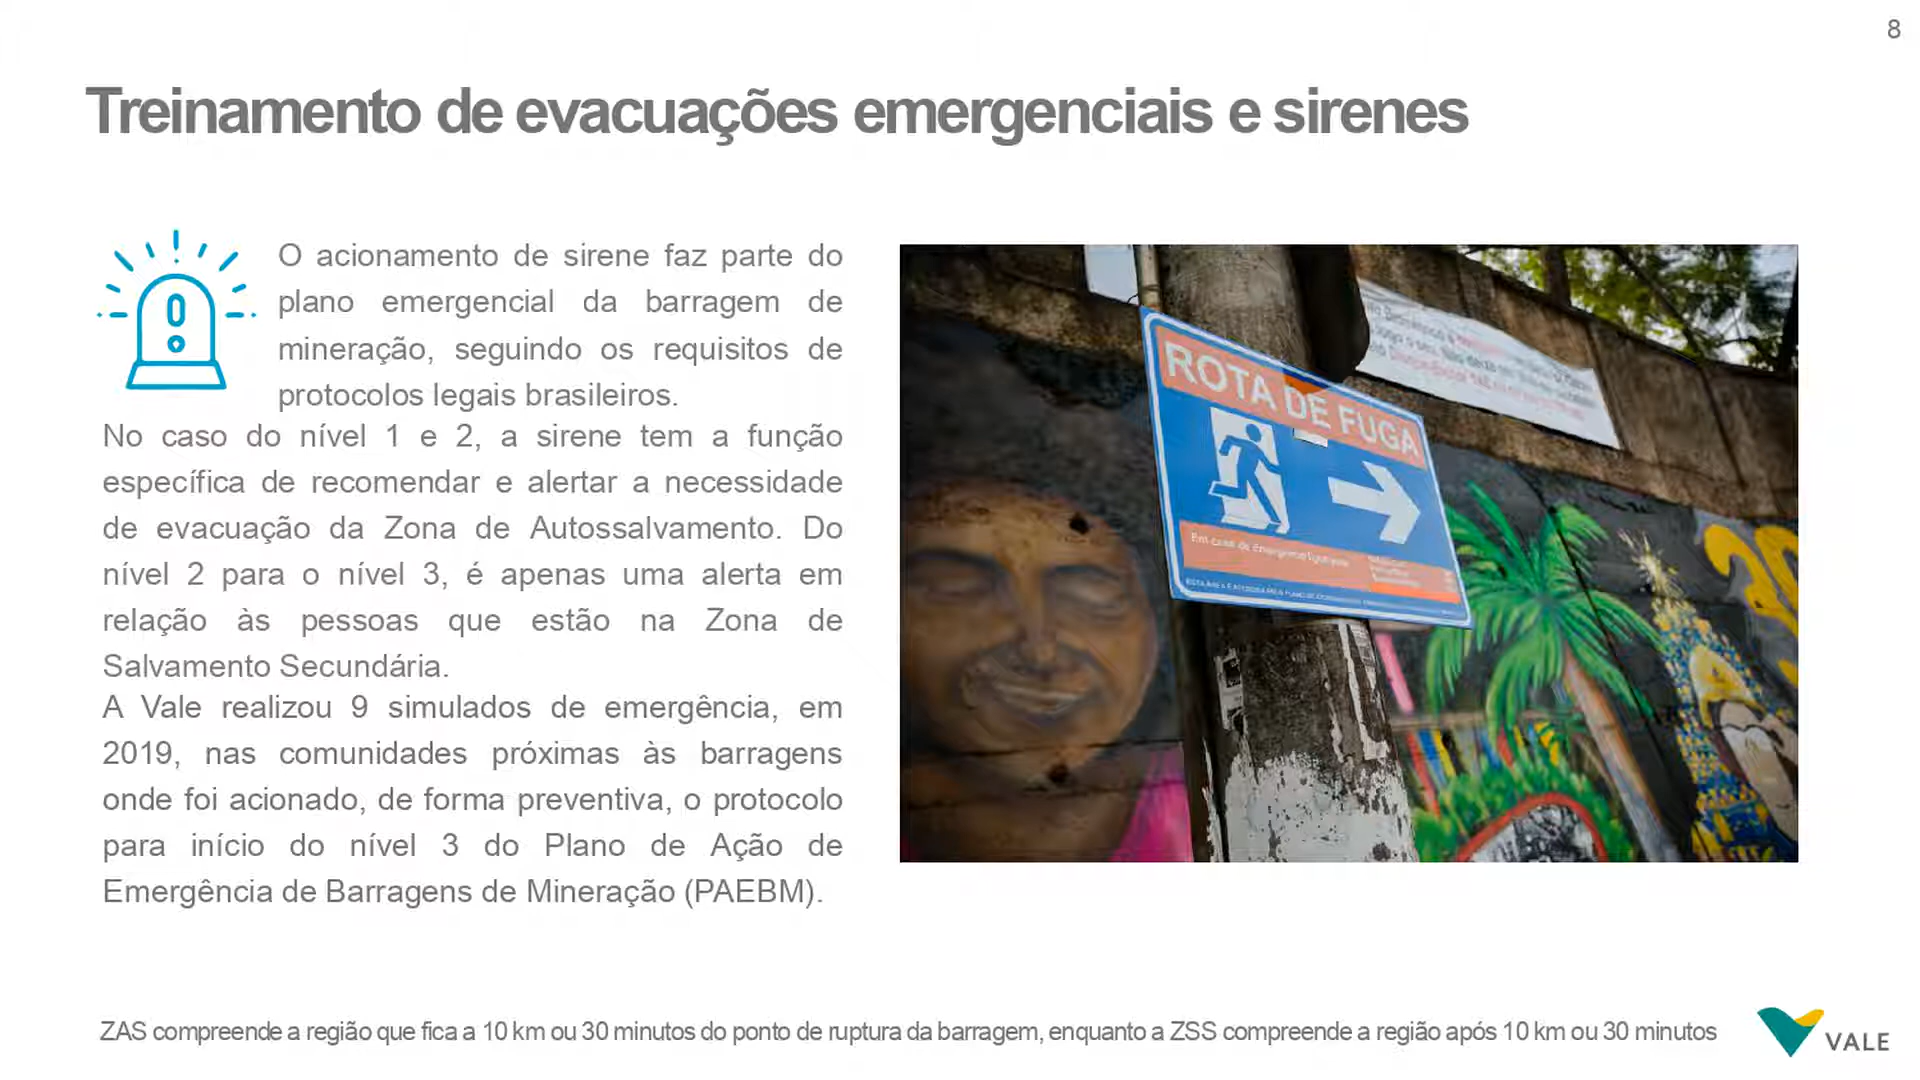 8
Treinamento de evacuações emergenciais e sirenes
O acionamento de sirene faz parte do
plano emergencial da barragem de
mineração, seguindo os requisitos de
protocolos legais brasileiros.
No caso do nível 1 e 2, a sirene tem a função
específica de recomendar e alertar a necessidade
de evacuação da Zona de Autossalvamento. Do
nível 2 para o nível 3, é apenas uma alerta em
relação às pessoas que estão na Zona de
Salvamento Secundária.
A Vale realizou 9 simulados de emergência, em
2019, nas comunidades próximas às barragens
onde foi acionado, de forma preventiva, o protocolo
para início do nível 3 do Plano de Ação de
Emergência de Barragens de Mineração (PAEBM).
ROTA DE FUGA
Em caso de Emergência
ZAS compreende a região que fica a 10 km ou 30 minutos do ponto de ruptura da barragem, enquanto a ZSS compreende a região após 10 km ou 30 minutos
VALE